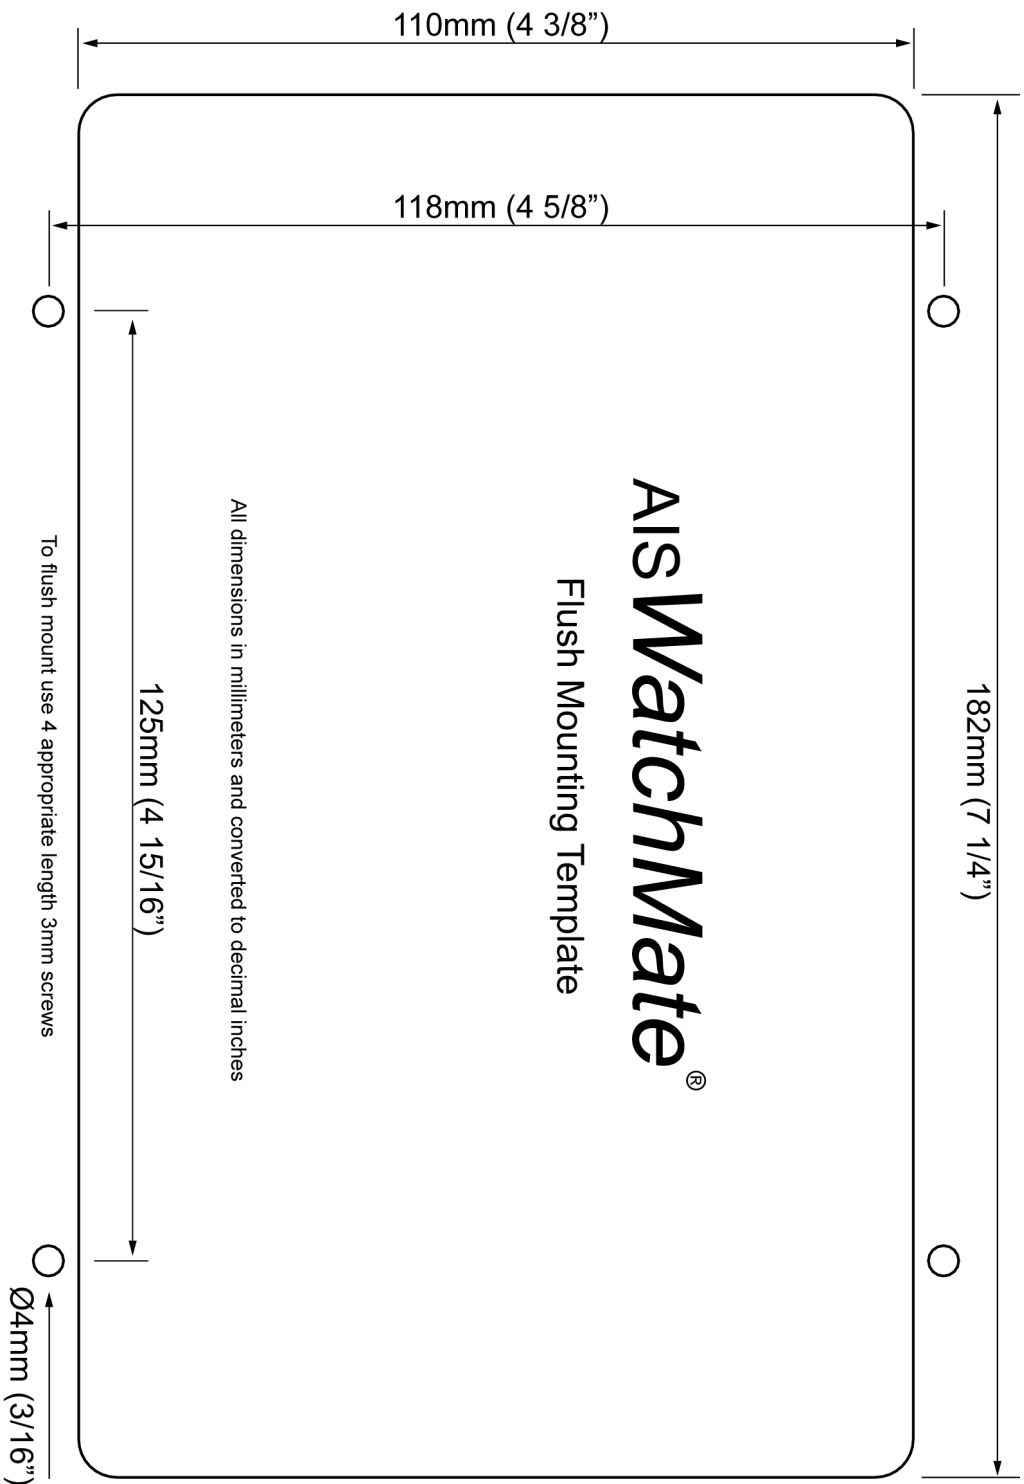 110mm (4 3/8”)
118mm (4 5/8”)
182mm (7 1/4”)
AISWatchMate®
Flush Mounting Template
All dimensions in millimeters and converted to decimal inches
125mm (4 15/16”)
To flush mount use 4 appropriate length 3mm screws
Ø4mm (3/16”)